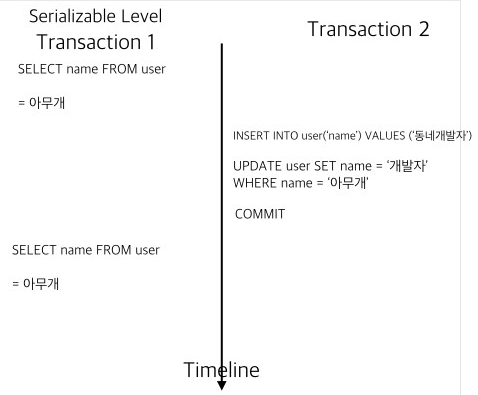 Serializable Level
Transaction 1
Transaction 2
SELECT name FROM user
= 아무개
INSERT INTO user('name') VALUES ('동네개발자')
UPDATE user SET name = '개발자'
WHERE name = '아무개'
COMMIT
SELECT name FROM user
= 아무개
Timeline